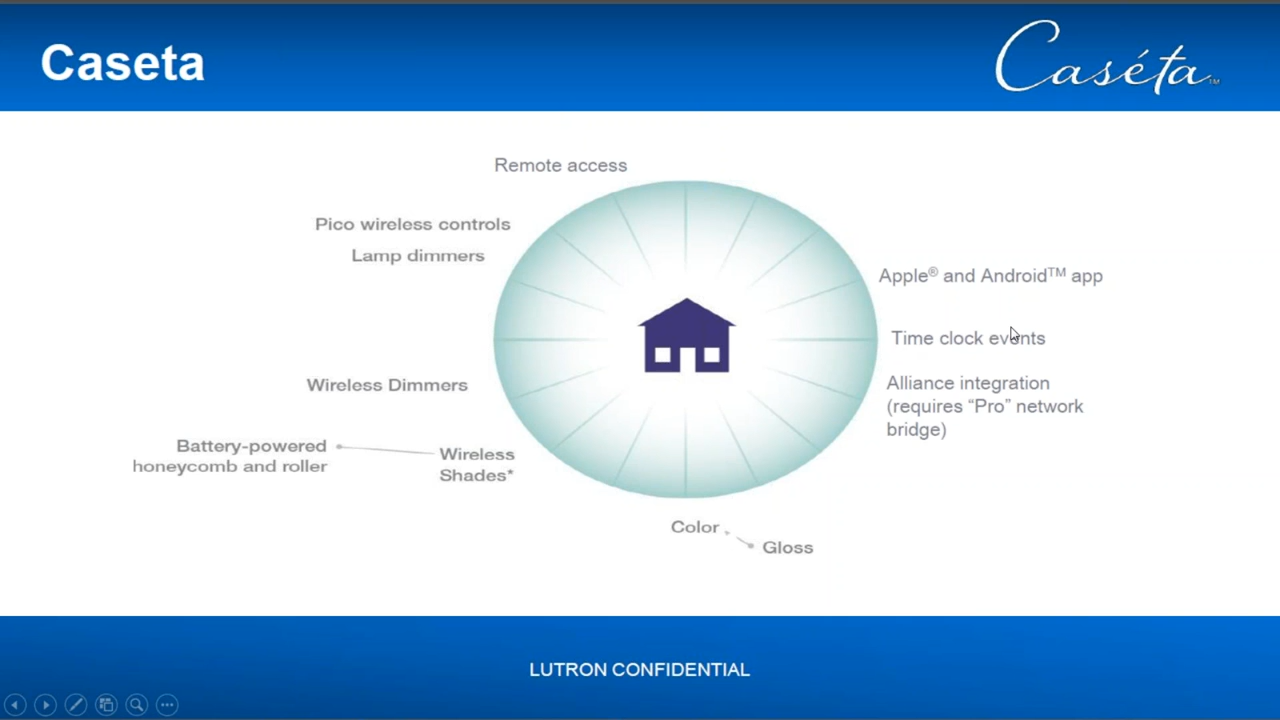 Caseta
Caséta™
Remote access
Pico wireless controls
Lamp dimmers
Apple® and Android™ app
Time clock events
Wireless Dimmers
Alliance integration
(requires “Pro” network
bridge)
Battery-powered
honeycomb and roller
Wireless
Shades*
Color
Gloss
LUTRON CONFIDENTIAL